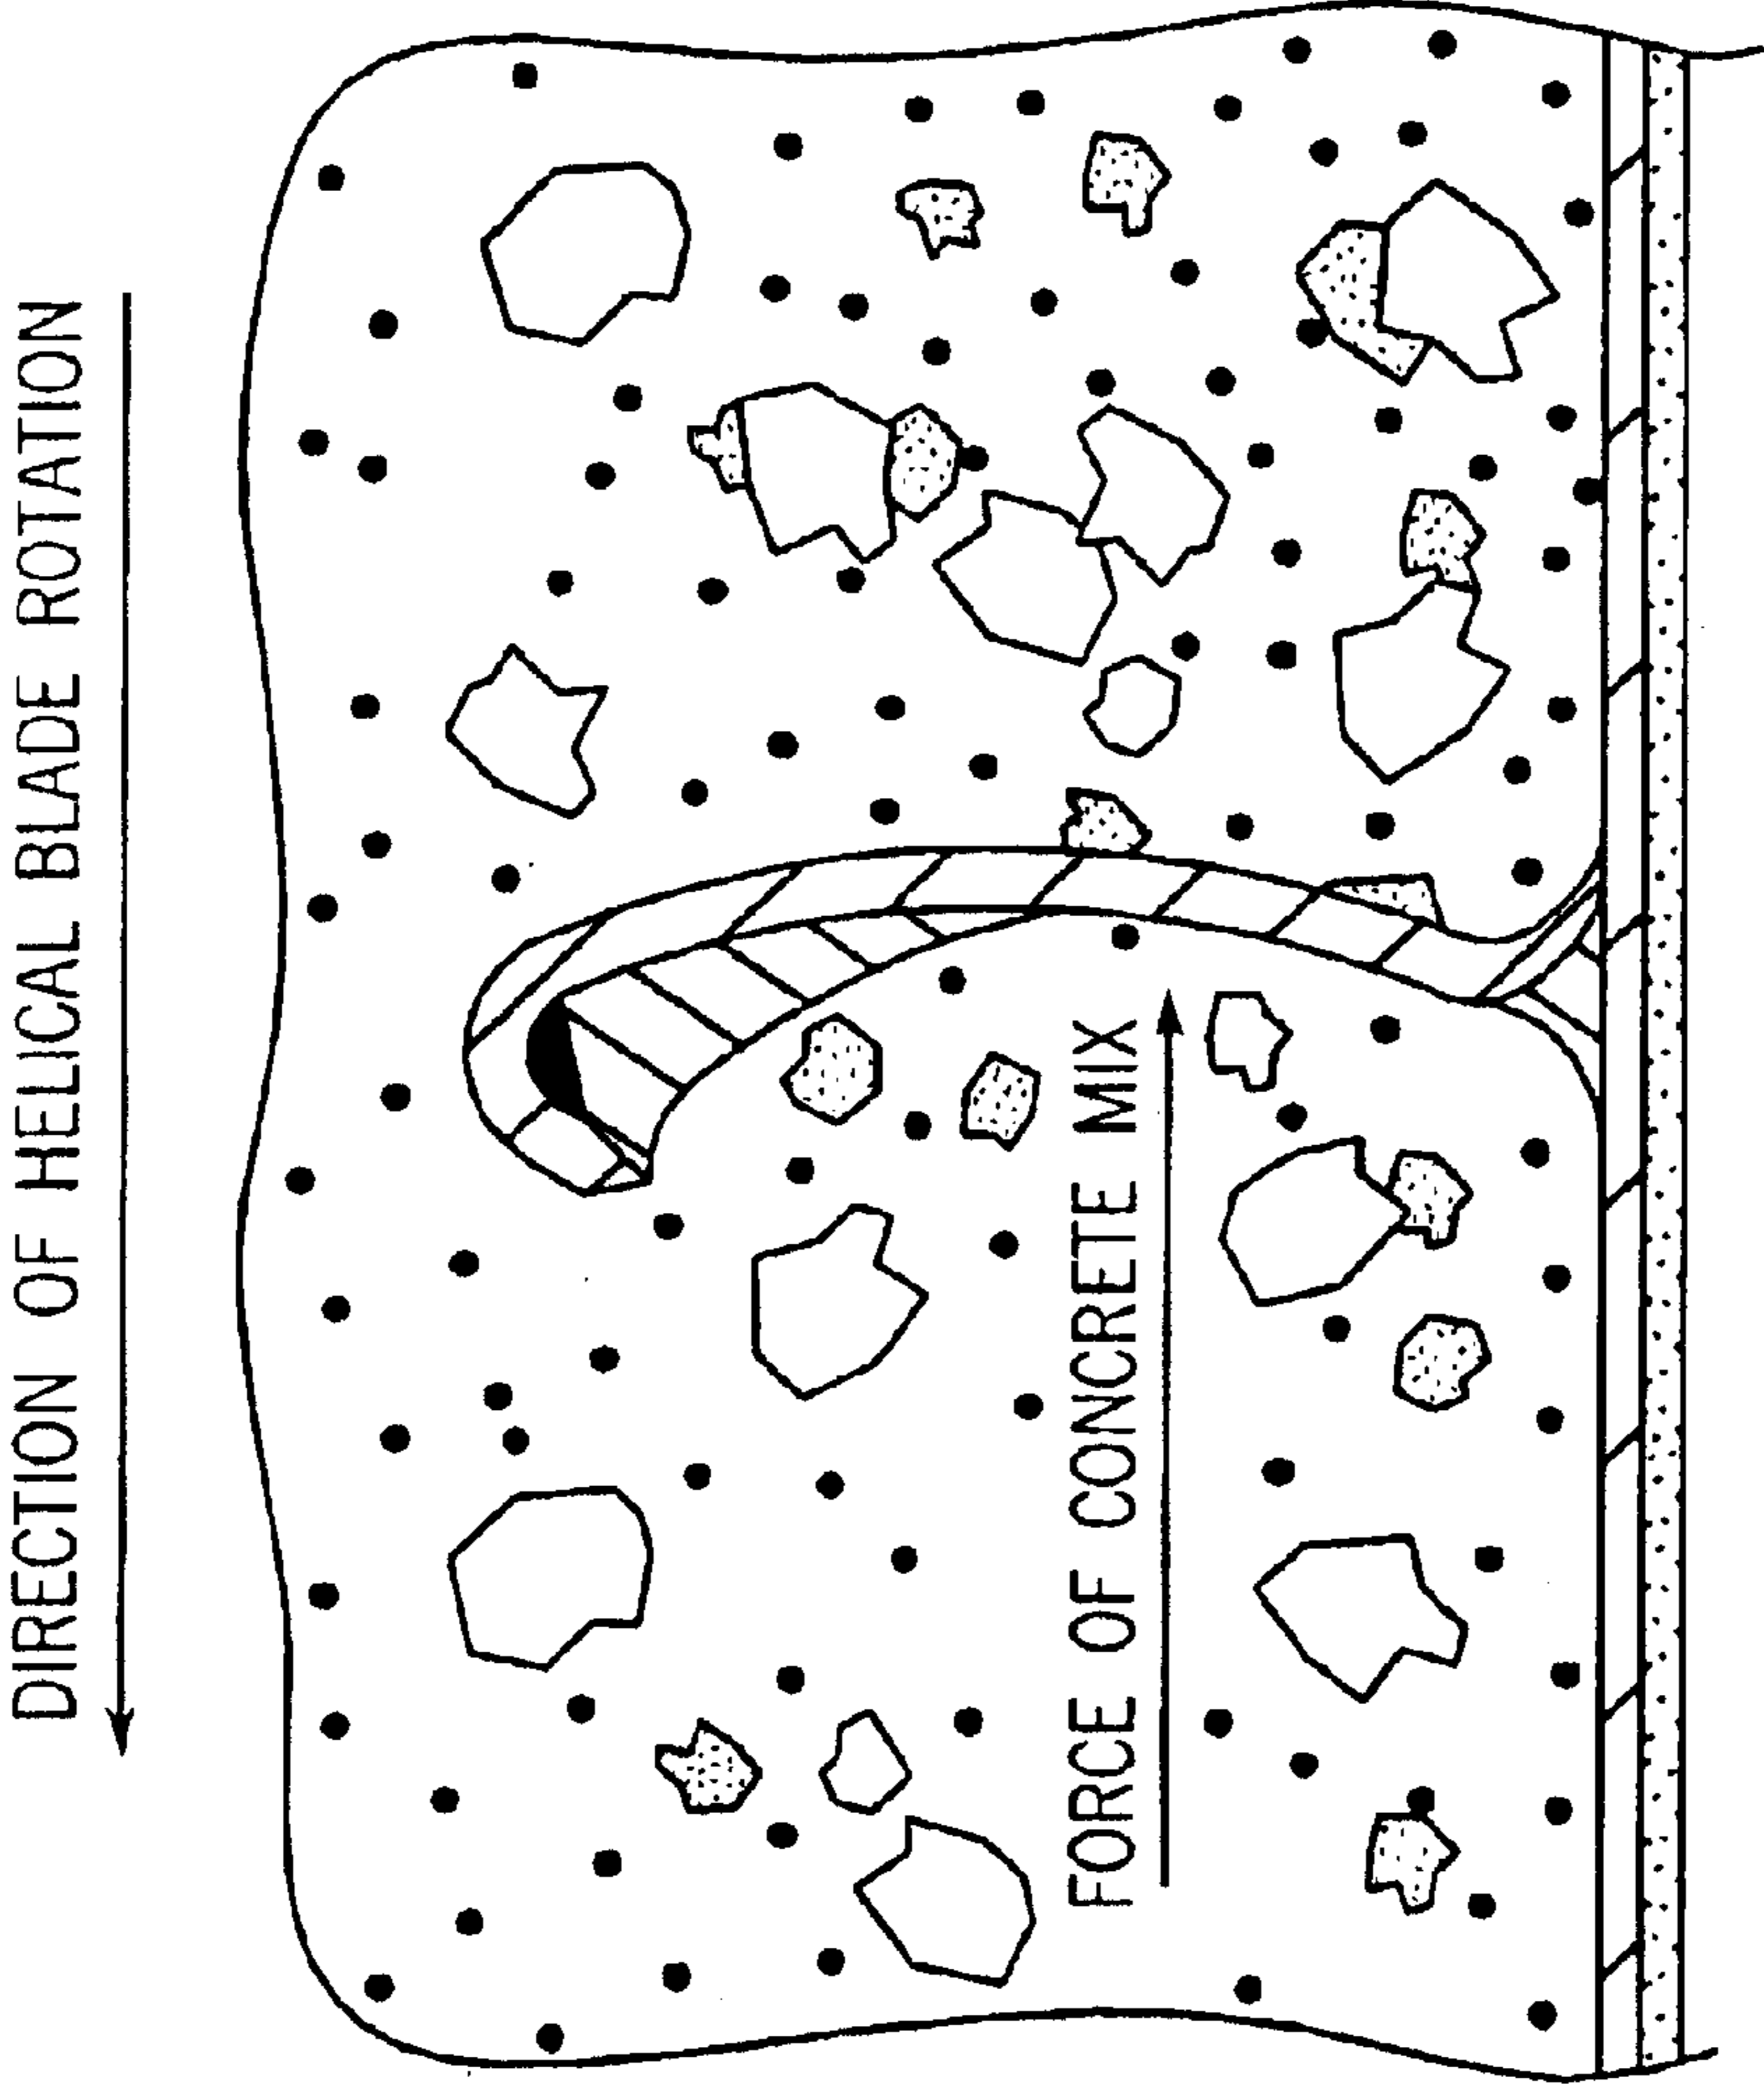 DIRECTION OF HELICAL BLADE ROTATION
FORCE OF CONCRETE MIX